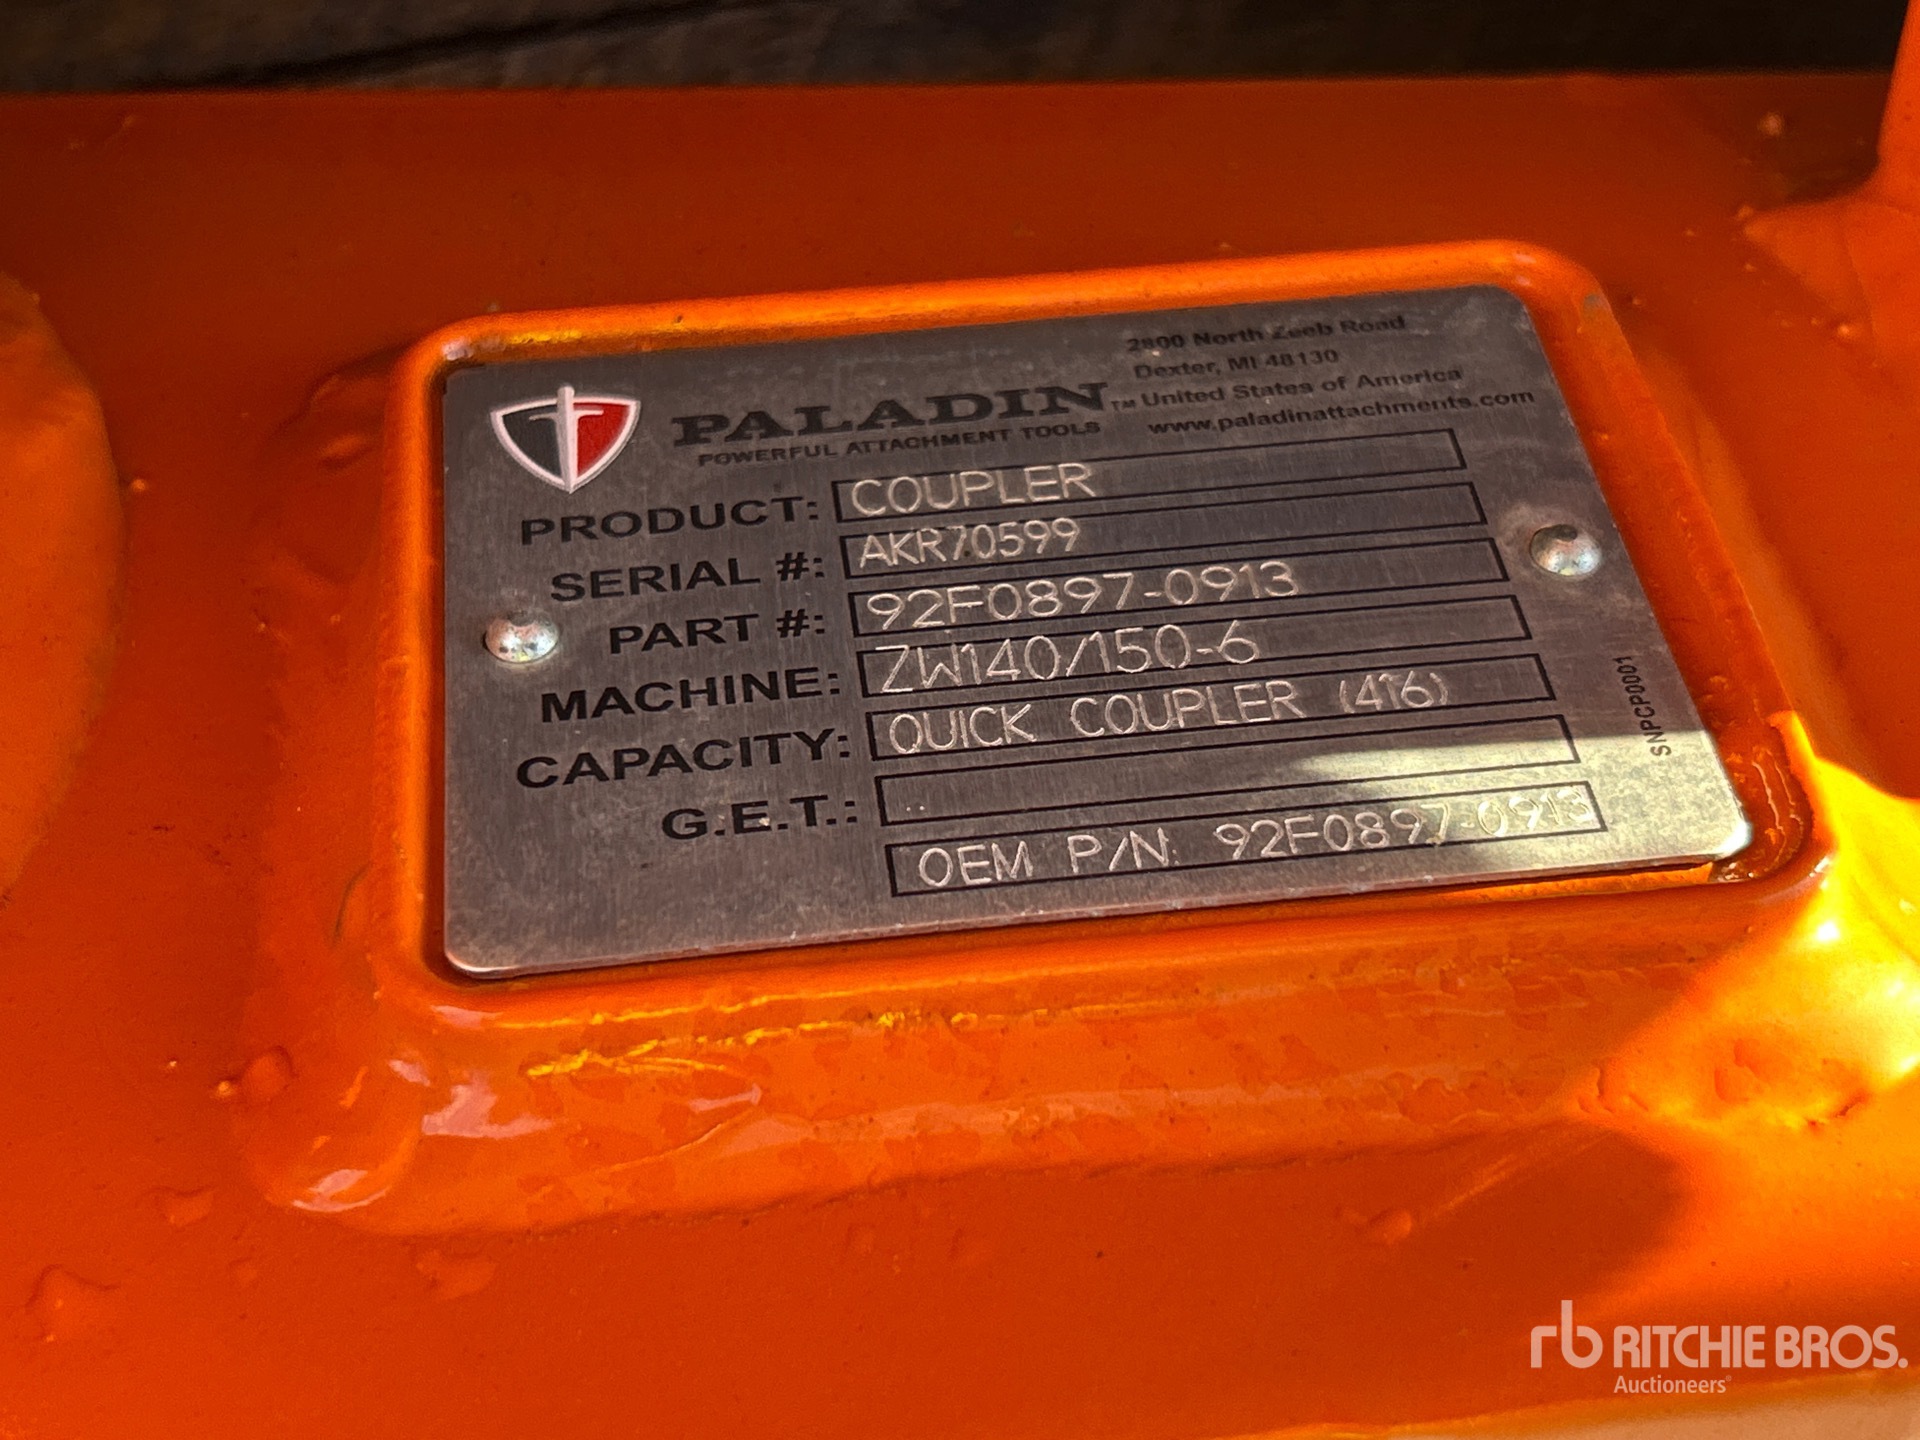 PALADIN™
POWERFUL ATTACHMENT TOOLS
2800 North Zeeb Road
Dexter, MI 48130
United States of America
www.paladinattachments.com
PRODUCT: COUPLER
SERIAL #: AKR70599
PART #: 92F0897-0913
MACHINE: ZW140/150-6
CAPACITY: QUICK COUPLER (416)
G.E.T.: ..
OEM P/N: 92F0897-0913
SNPCP0001
rb RITCHIE BROS.
Auctioneers®